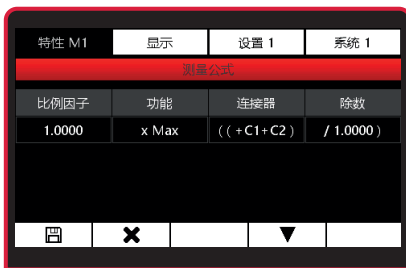 特性 M1 显示 设置 1 系统 1
测量公式
比例因子 功能 连接器 除数
1.0000 x Max ( ( +C1+C2 ) / 1.0000 )